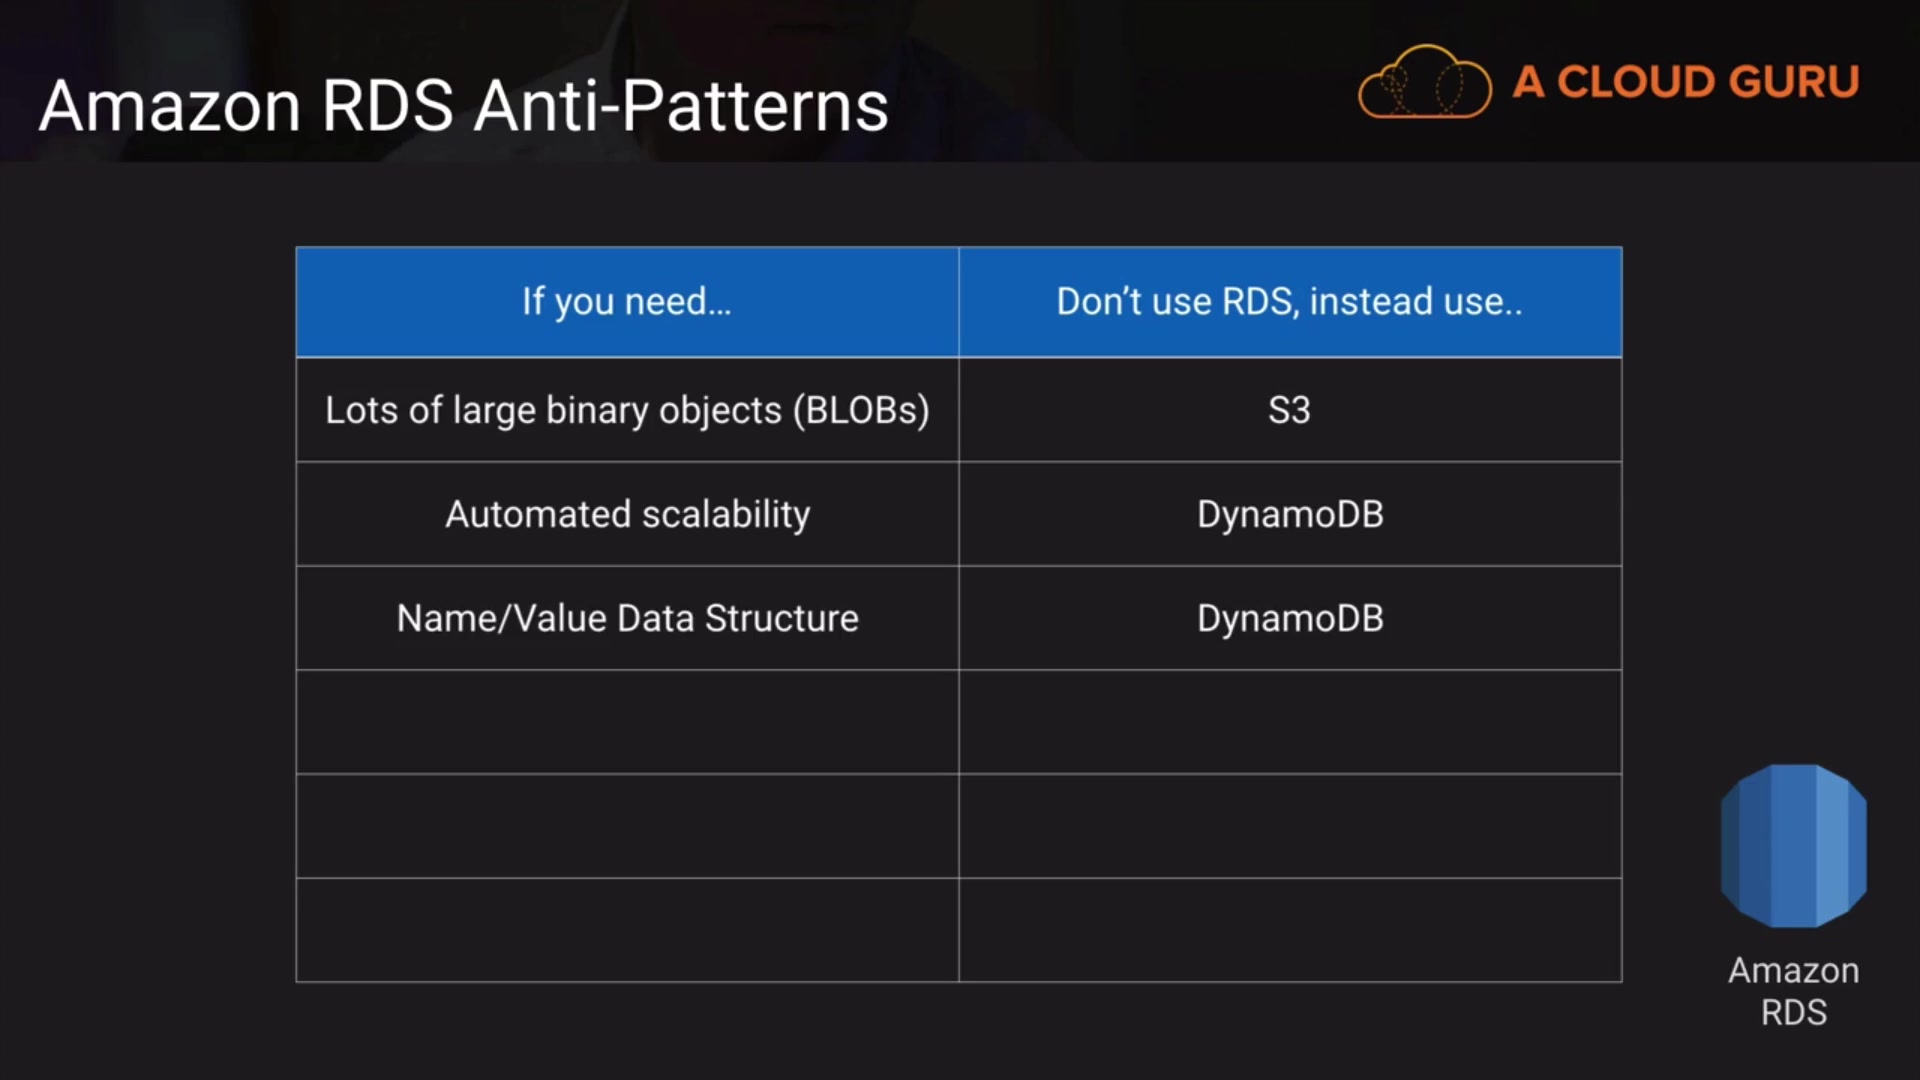 Amazon RDS Anti-Patterns
A CLOUD GURU
If you need...
Don’t use RDS, instead use..
Lots of large binary objects (BLOBs)
S3
Automated scalability
DynamoDB
Name/Value Data Structure
DynamoDB
Amazon
RDS